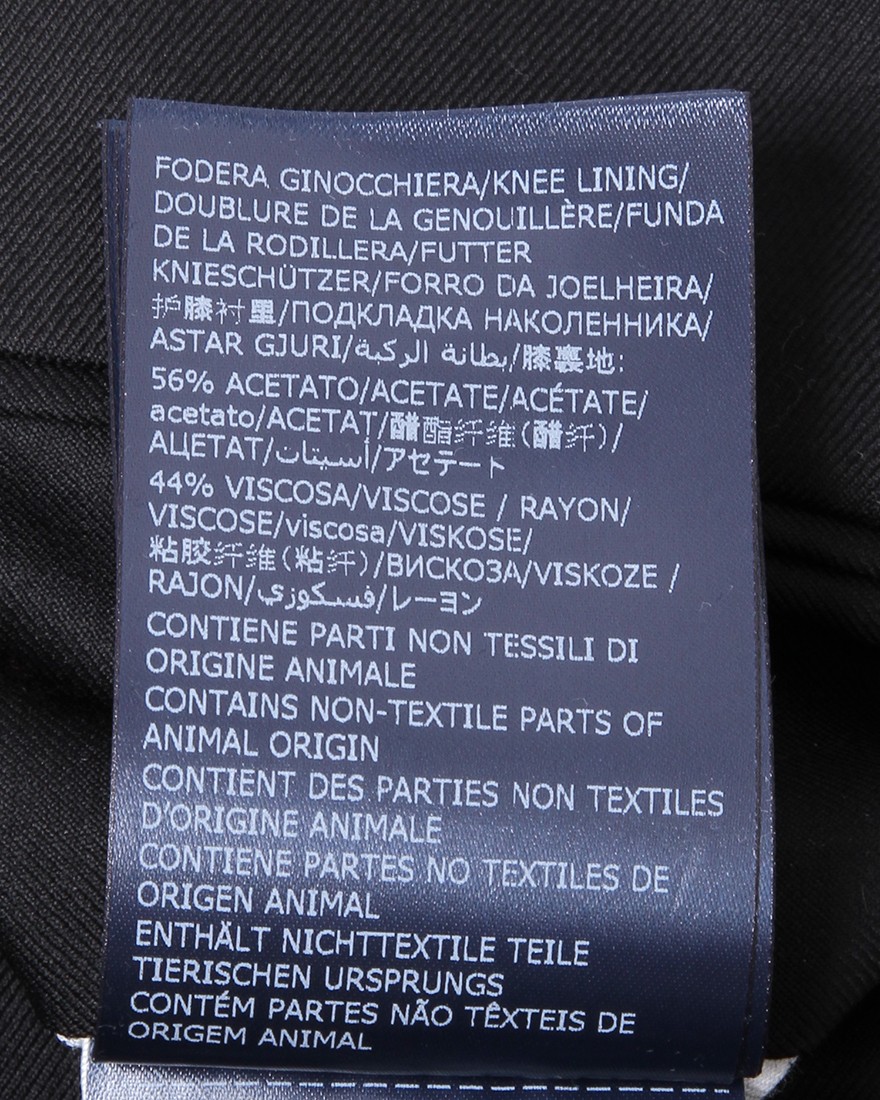 FODERA GINOCCHIERA/KNEE LINING/
DOUBLURE DE LA GENOUILLÈRE/FUNDA
DE LA RODILLERA/FUTTER
KNIESCHÜTZER/FORRO DA JOELHEIRA/
护膝衬里/ПОДКЛАДКА НАКОЛЕННИКА/
ASTAR GJURI/بطانة الركبة/膝裏地:
56% ACETATO/ACETATE/ACÉTATE/
acetato/ACETAT/醋酯纤维(醋纤)/
АЦЕТАТ/أسيتات/アセテート
44% VISCOSA/VISCOSE / RAYON/
VISCOSE/viscosa/VISKOSE/
粘胶纤维(粘纤)/ВИСКОЗА/VISKOZE /
RAJON/فسكوزي/レーヨン
CONTIENE PARTI NON TESSILI DI
ORIGINE ANIMALE
CONTAINS NON-TEXTILE PARTS OF
ANIMAL ORIGIN
CONTIENT DES PARTIES NON TEXTILES
D'ORIGINE ANIMALE
CONTIENE PARTES NO TEXTILES DE
ORIGEN ANIMAL
ENTHÄLT NICHTTEXTILE TEILE
TIERISCHEN URSPRUNGS
CONTÉM PARTES NÃO TÊXTEIS DE
ORIGEM ANIMAL